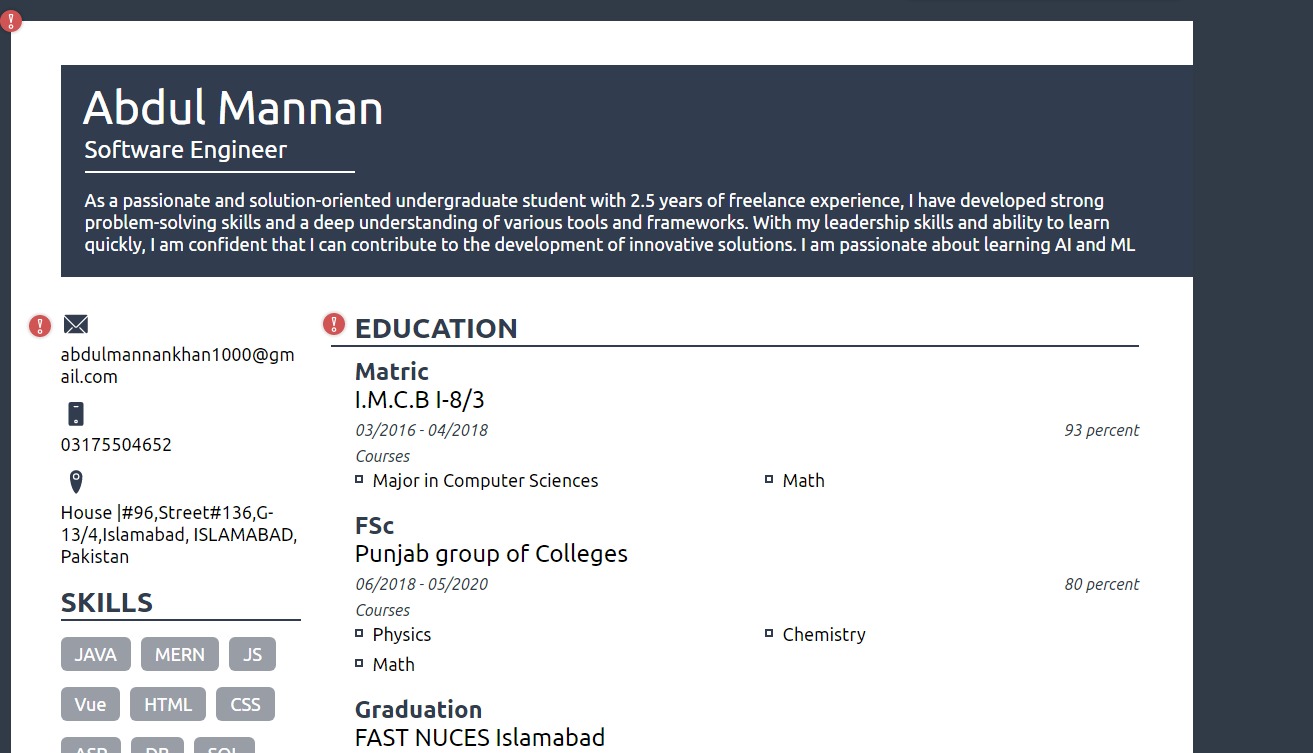 Abdul Mannan
Software Engineer
As a passionate and solution-oriented undergraduate student with 2.5 years of freelance experience, I have developed strong
problem-solving skills and a deep understanding of various tools and frameworks. With my leadership skills and ability to learn
quickly, I am confident that I can contribute to the development of innovative solutions. I am passionate about learning AI and ML
abdulmannankhan1000@gm
ail.com
03175504652
House |#96,Street#136,G-
13/4,Islamabad, ISLAMABAD,
Pakistan
SKILLS
JAVA MERN JS
Vue HTML CSS
ASP DB SQL
EDUCATION
Matric
I.M.C.B I-8/3
03/2016 - 04/2018 93 percent
Courses
Major in Computer Sciences Math
FSc
Punjab group of Colleges
06/2018 - 05/2020 80 percent
Courses
Physics Chemistry
Math
Graduation
FAST NUCES Islamabad